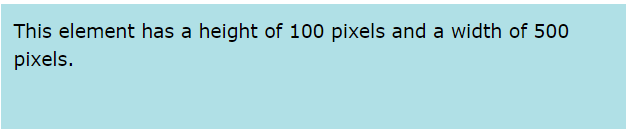 This element has a height of 100 pixels and a width of 500
pixels.